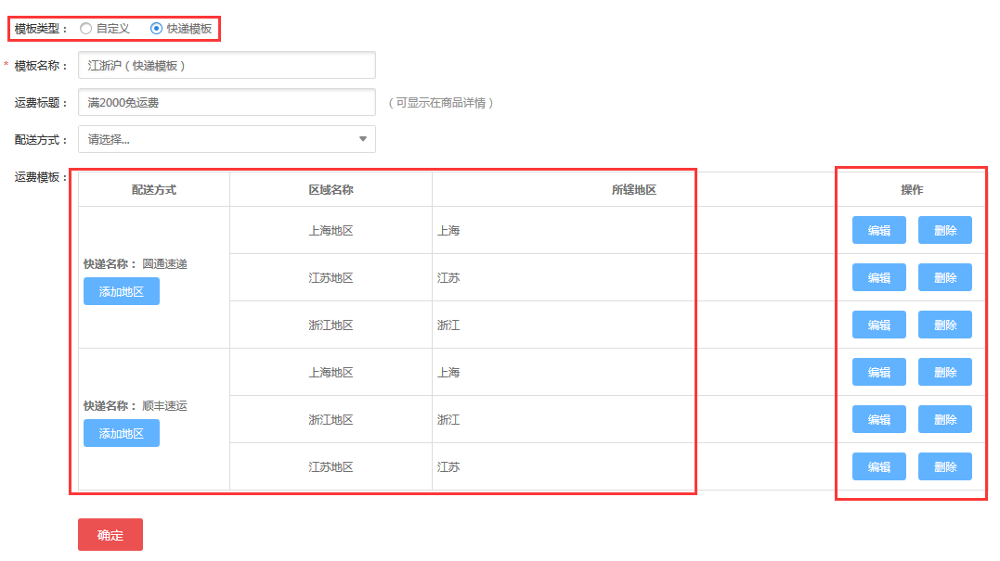 模板类型： 自定义 快递模板
* 模板名称： 江浙沪（快递模板）
运费标题： 满2000免运费 （可显示在商品详情）
配送方式： 请选择...
运费模板：
配送方式 区域名称 所辖地区 操作
快递名称： 圆通速递
添加地区
上海地区 上海 编辑 删除
江苏地区 江苏 编辑 删除
浙江地区 浙江 编辑 删除
快递名称： 顺丰速运
添加地区
上海地区 上海 编辑 删除
浙江地区 浙江 编辑 删除
江苏地区 江苏 编辑 删除
确定